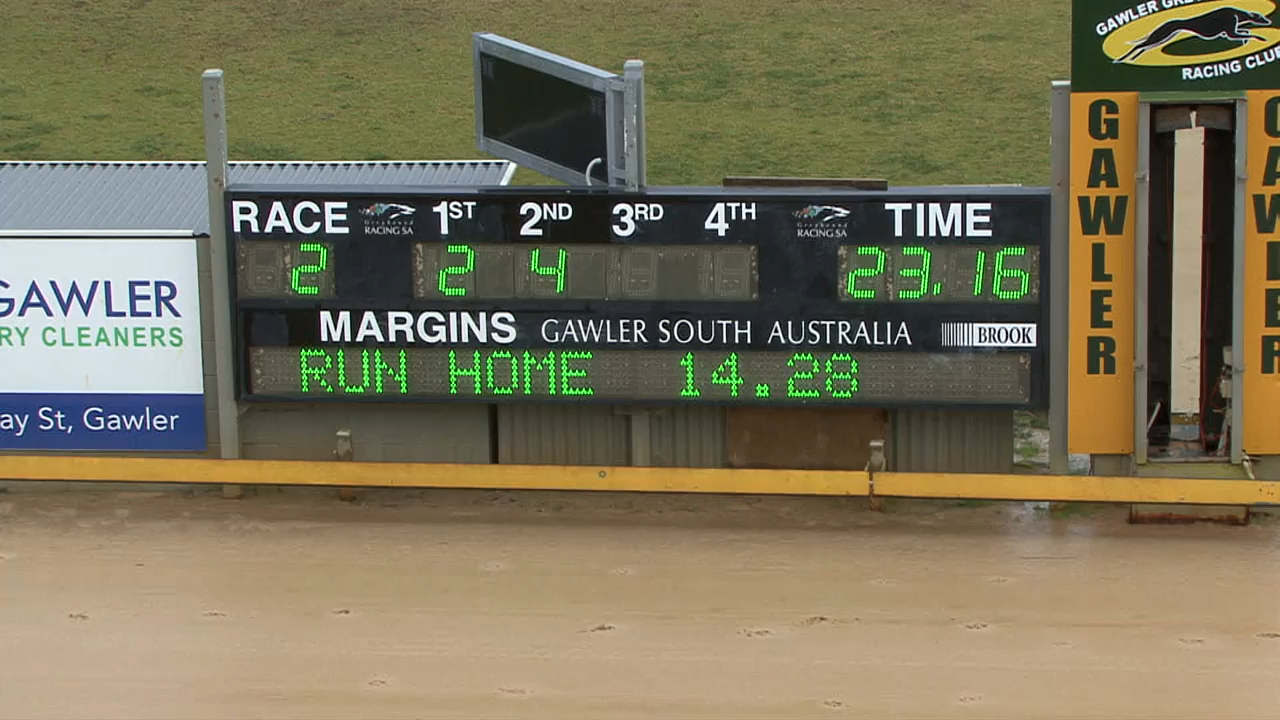 GAWLER GRE
RACING CLUB
GAWLER
GAWLER
RACE
Greyhound
RACING SA
1ST 2ND 3RD 4TH
Greyhound
RACING SA
TIME
2 2 4 23.16
MARGINS GAWLER SOUTH AUSTRALIA BROOK
RUN HOME 14.28
GAWLER
RY CLEANERS
ay St, Gawler